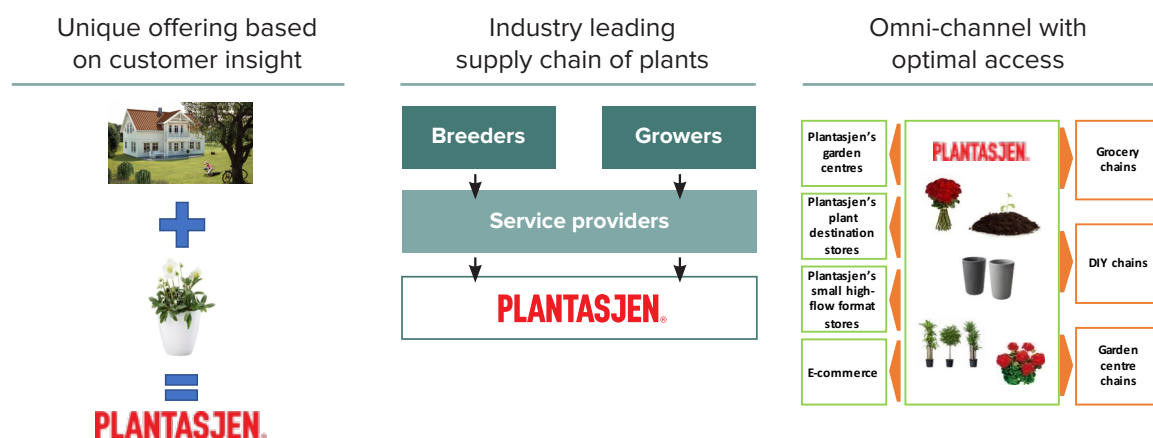 Unique offering based
on customer insight
PLANTASJEN®
Industry leading
supply chain of plants
Breeders
Growers
Service providers
PLANTASJEN®
Omni-channel with
optimal access
Plantasjen’s
garden
centres
Plantasjen’s
plant
destination
stores
Plantasjen’s
small high-
flow format
stores
E-commerce
PLANTASJEN®
Grocery
chains
DIY chains
Garden
centre
chains